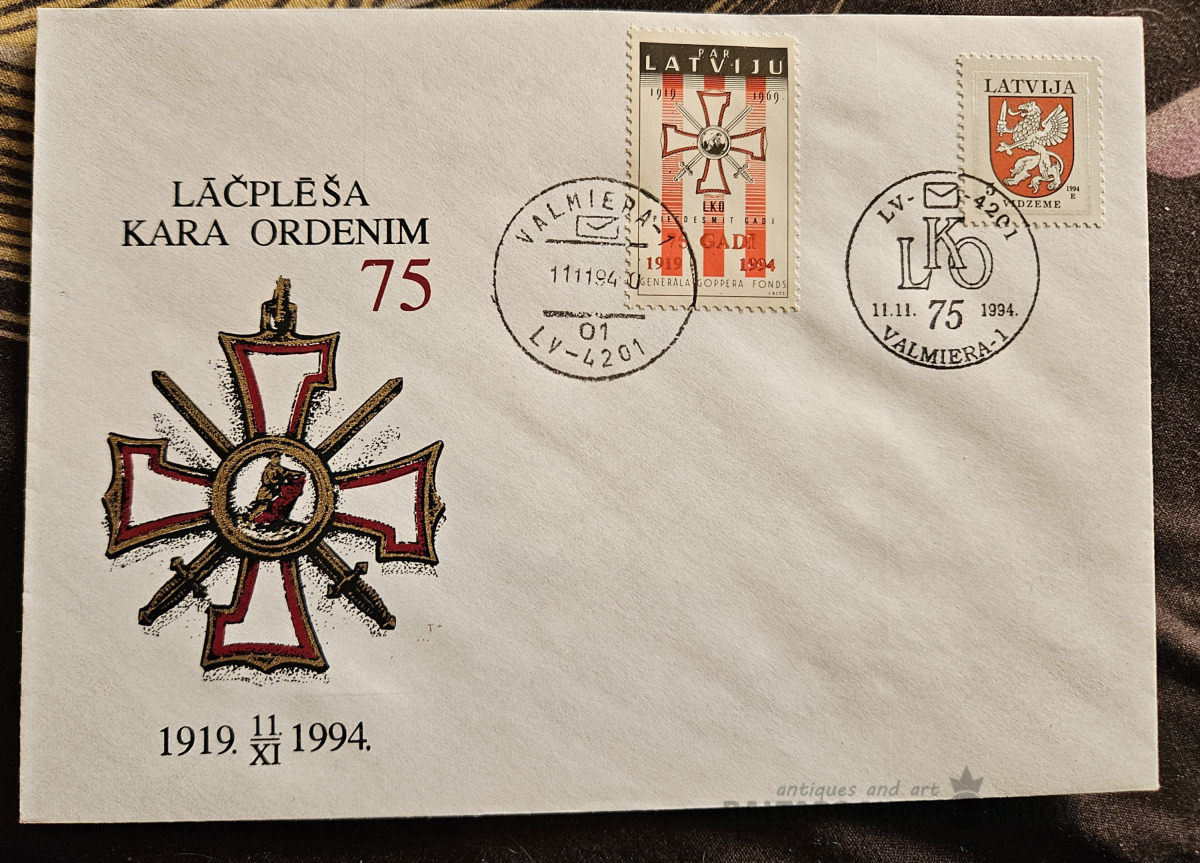 LĀČPLĒŠA
KARA ORDENIM
75
1919. 11. XI 1994.
PAR
LATVIJU
1919 1969
LKO
PIECDESMIT GADI
75 GADI
1919 1994
ĢENERĀĻA GOPPERA FONDS
VALMIERA-1
11 11 94
01
LV-4201
LATVIJA
1994
E
LV-4201
LKO
11.11. 75 1994.
VALMIERA-1
antiques and art